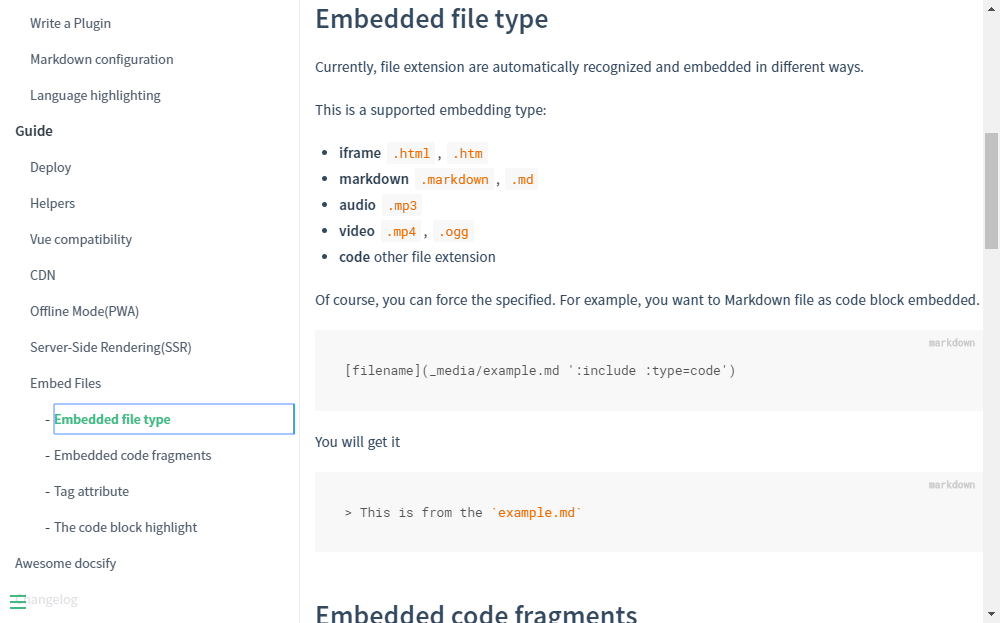 Write a Plugin
Markdown configuration
Language highlighting
Guide
Deploy
Helpers
Vue compatibility
CDN
Offline Mode(PWA)
Server-Side Rendering(SSR)
Embed Files
- Embedded file type
- Embedded code fragments
- Tag attribute
- The code block highlight
Awesome docsify
Changelog
Embedded file type
Currently, file extension are automatically recognized and embedded in different ways.
This is a supported embedding type:
• iframe .html , .htm
• markdown .markdown , .md
• audio .mp3
• video .mp4 , .ogg
• code other file extension
Of course, you can force the specified. For example, you want to Markdown file as code block embedded.
markdown
[filename](_media/example.md ':include :type=code')
You will get it
markdown
> This is from the `example.md`
Embedded code fragments